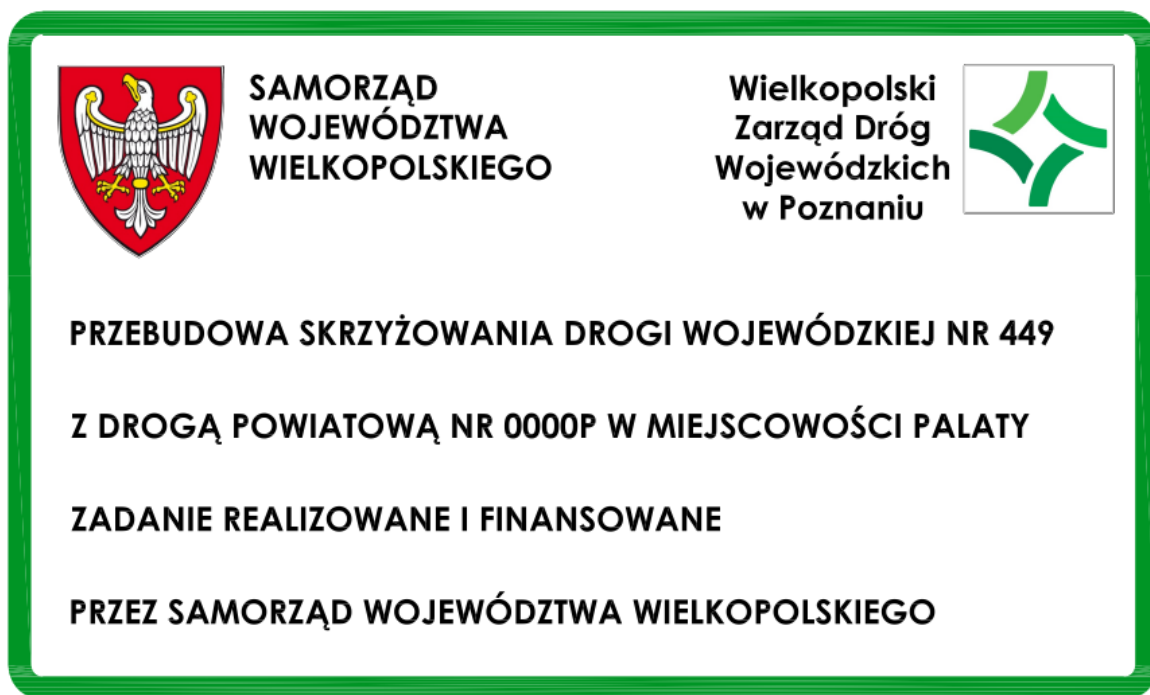 SAMORZĄD
WOJEWÓDZTWA
WIELKOPOLSKIEGO
Wielkopolski
Zarząd Dróg
Wojewódzkich
w Poznaniu
PRZEBUDOWA SKRZYŻOWANIA DROGI WOJEWÓDZKIEJ NR 449
Z DROGĄ POWIATOWĄ NR 0000P W MIEJSCOWOŚCI PALATY
ZADANIE REALIZOWANE I FINANSOWANE
PRZEZ SAMORZĄD WOJEWÓDZTWA WIELKOPOLSKIEGO